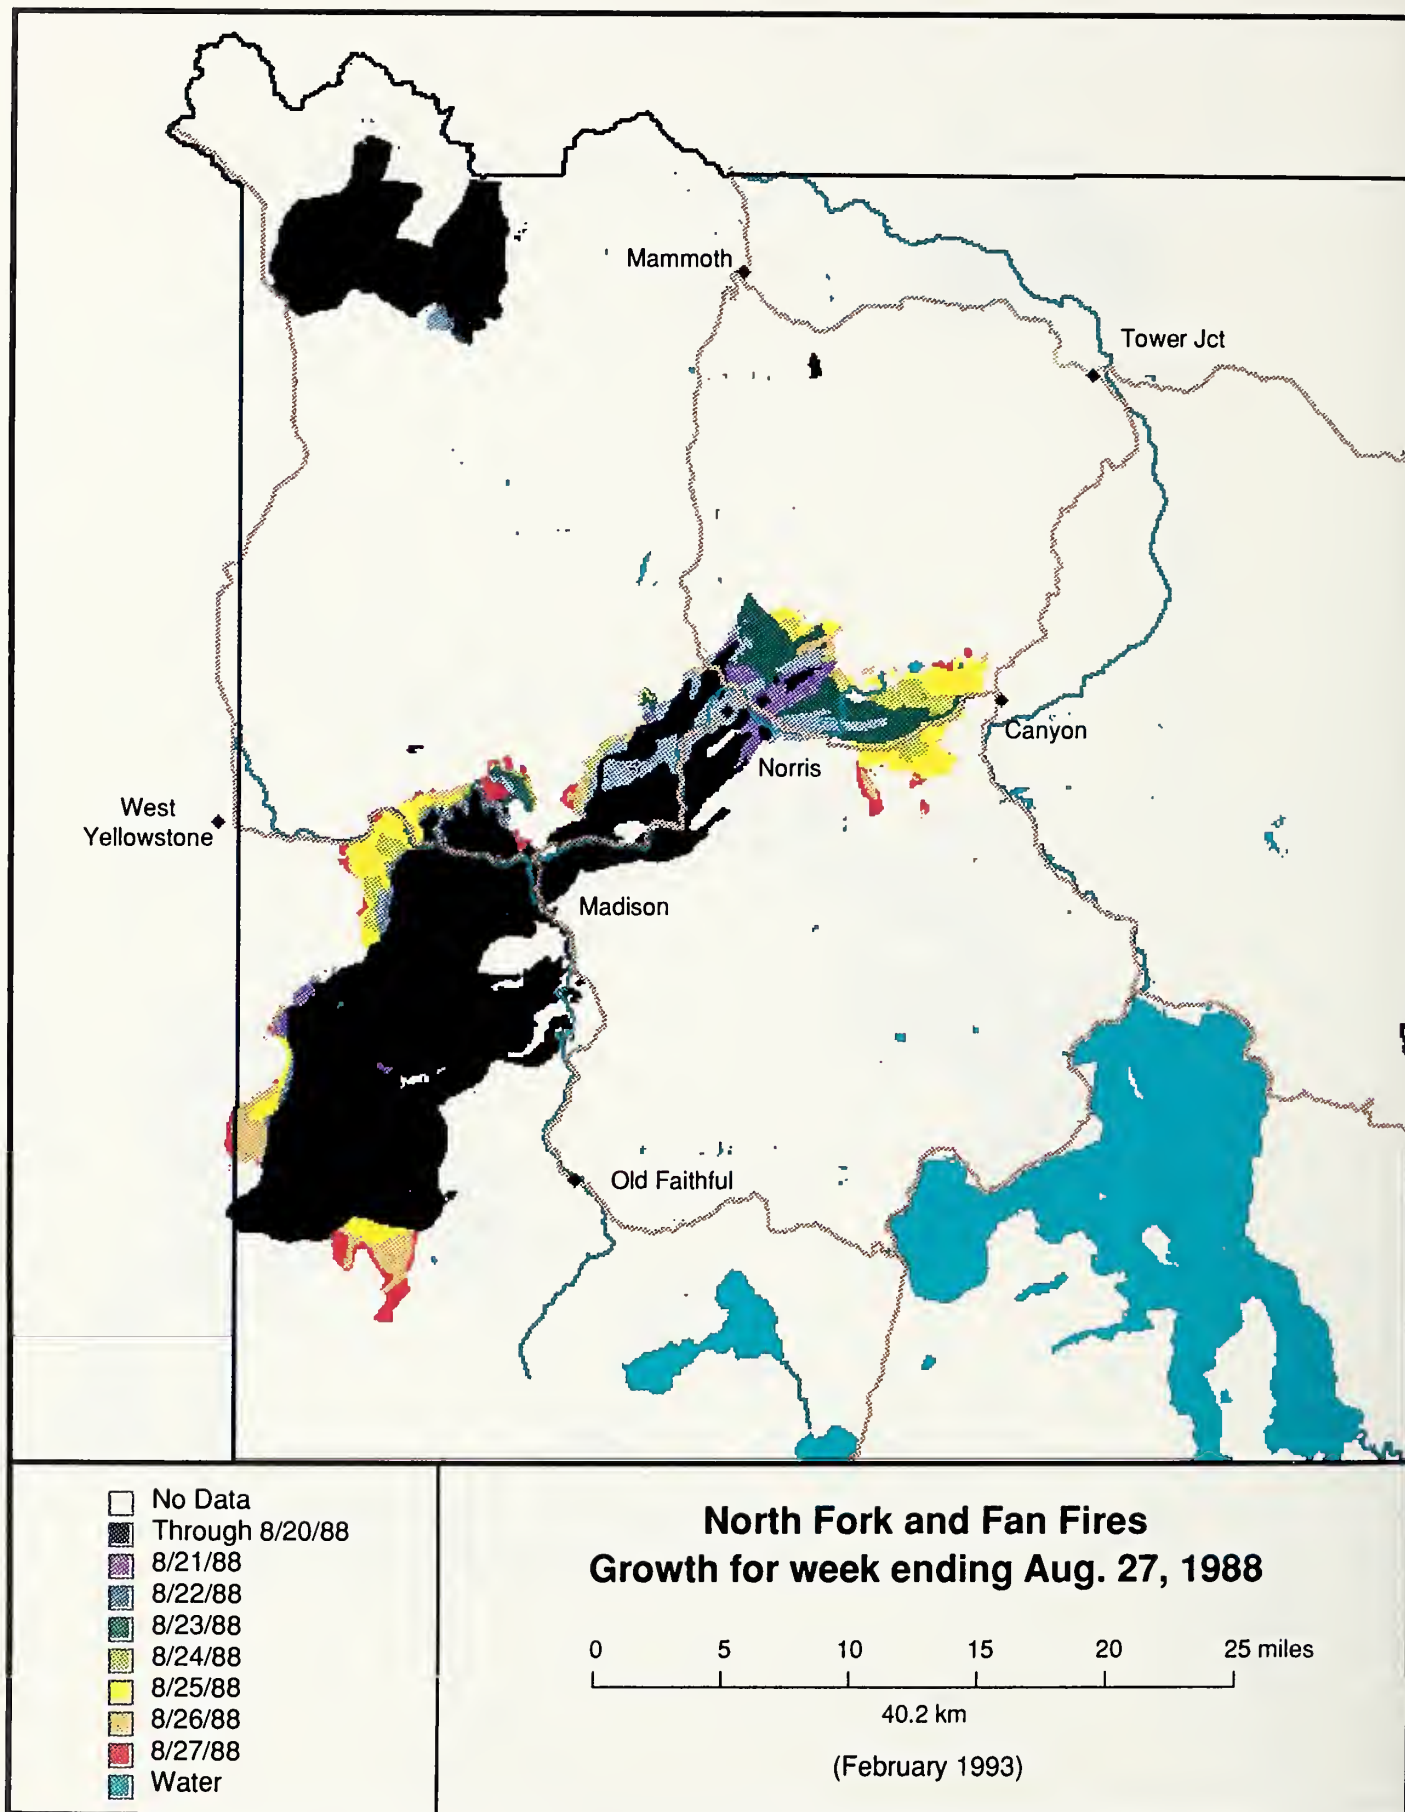 Mammoth
Tower Jct
Canyon
Norris
West
Yellowstone
Madison
Old Faithful
No Data
Through 8/20/88
8/21/88
8/22/88
8/23/88
8/24/88
8/25/88
8/26/88
8/27/88
Water
North Fork and Fan Fires
Growth for week ending Aug. 27, 1988
0 5 10 15 20 25 miles
40.2 km
(February 1993)